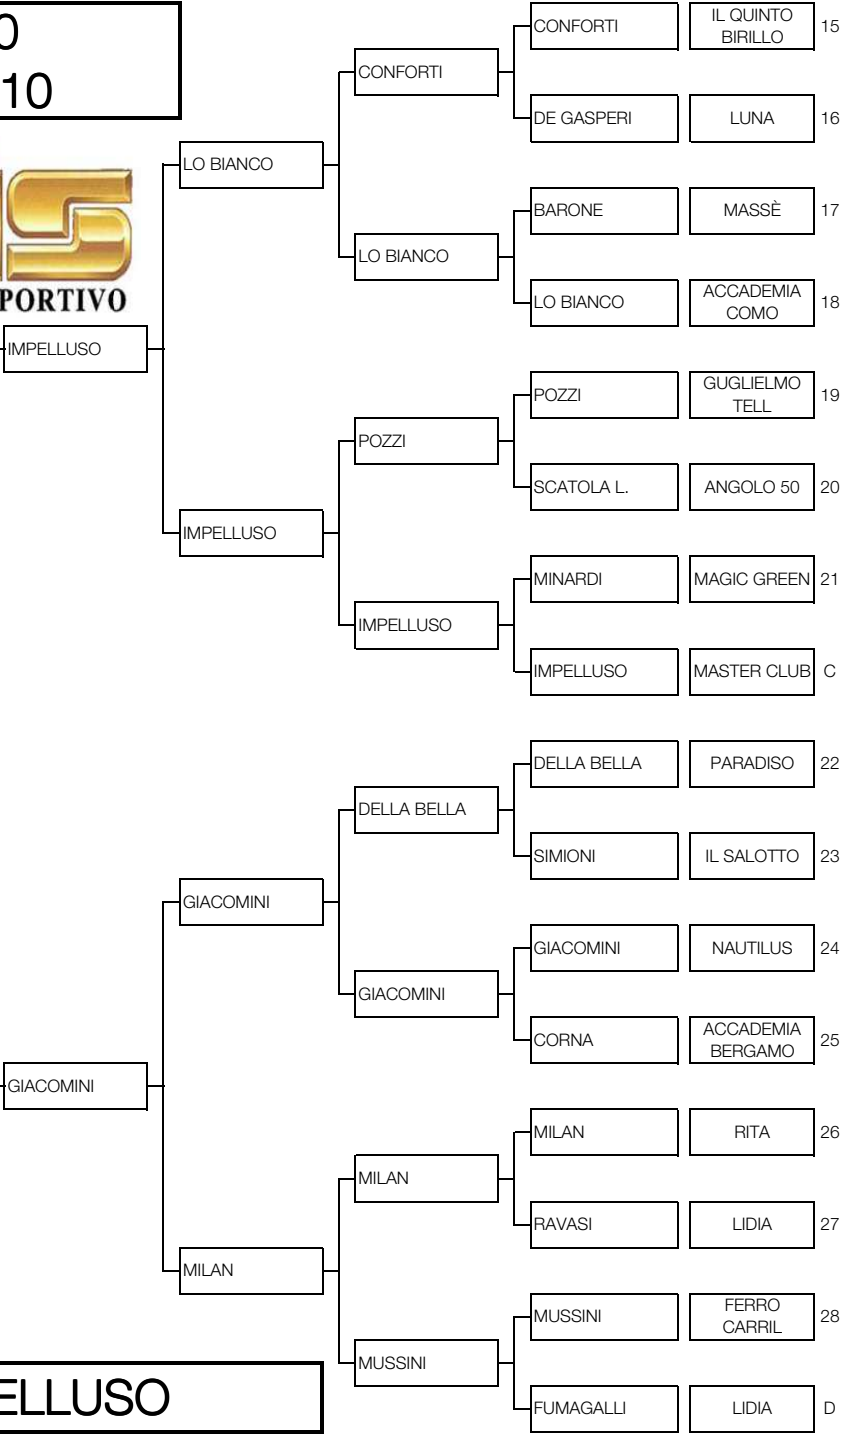 0
10
PORTIVO
CONFORTI
IL QUINTO
BIRILLO
15
CONFORTI
DE GASPERI
LUNA
16
LO BIANCO
BARONE
MASSÈ
17
LO BIANCO
LO BIANCO
ACCADEMIA
COMO
18
IMPELLUSO
POZZI
GUGLIELMO
TELL
19
POZZI
SCATOLA L.
ANGOLO 50
20
IMPELLUSO
MINARDI
MAGIC GREEN
21
IMPELLUSO
IMPELLUSO
MASTER CLUB
C
DELLA BELLA
PARADISO
22
DELLA BELLA
SIMIONI
IL SALOTTO
23
GIACOMINI
GIACOMINI
NAUTILUS
24
GIACOMINI
CORNA
ACCADEMIA
BERGAMO
25
GIACOMINI
MILAN
RITA
26
MILAN
RAVASI
LIDIA
27
MILAN
MUSSINI
FERRO
CARRIL
28
MUSSINI
FUMAGALLI
LIDIA
D
ELLUSO